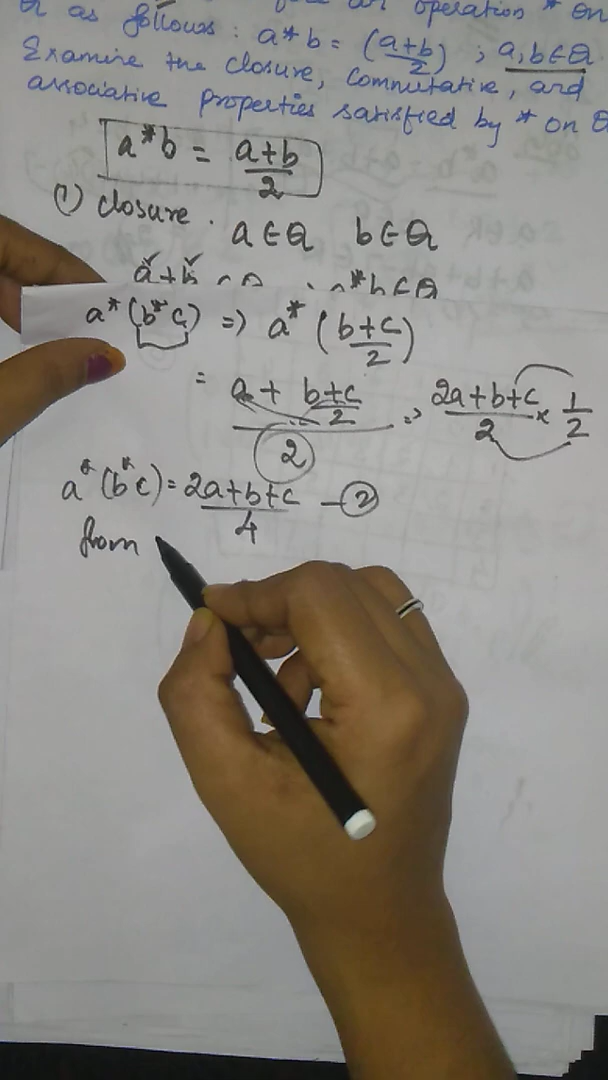 as follows : a*b = (a+b/2) ; a,b∈Q.
Examine the closure, commutative, and
associative properties satisfied by * on Q
a*b = a+b/2
(1) closure . a∈Q b∈Q
a+b ∈Q a*b∈Q
a*(b*c) => a*(b+c/2)
= a + b+c/2 / 2 => 2a+b+c/2 × 1/2
a*(b*c) = 2a+b+c/4 - ②
from